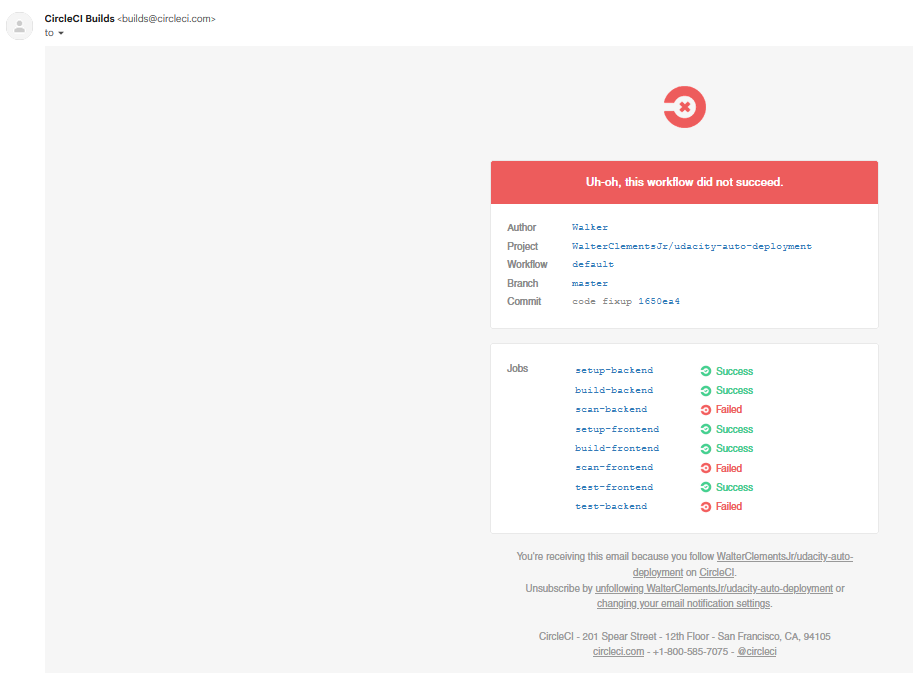 CircleCI Builds <builds@circleci.com>
to
Uh-oh, this workflow did not succeed.
Author Walker
Project WalterClementsJr/udacity-auto-deployment
Workflow default
Branch master
Commit code fixup 1650ea4
Jobs setup-backend Success
build-backend Success
scan-backend Failed
setup-frontend Success
build-frontend Success
scan-frontend Failed
test-frontend Success
test-backend Failed
You're receiving this email because you follow WalterClementsJr/udacity-auto-
deployment on CircleCI.
Unsubscribe by unfollowing WalterClementsJr/udacity-auto-deployment or
changing your email notification settings.
CircleCI - 201 Spear Street - 12th Floor - San Francisco, CA, 94105
circleci.com - +1-800-585-7075 - @circleci